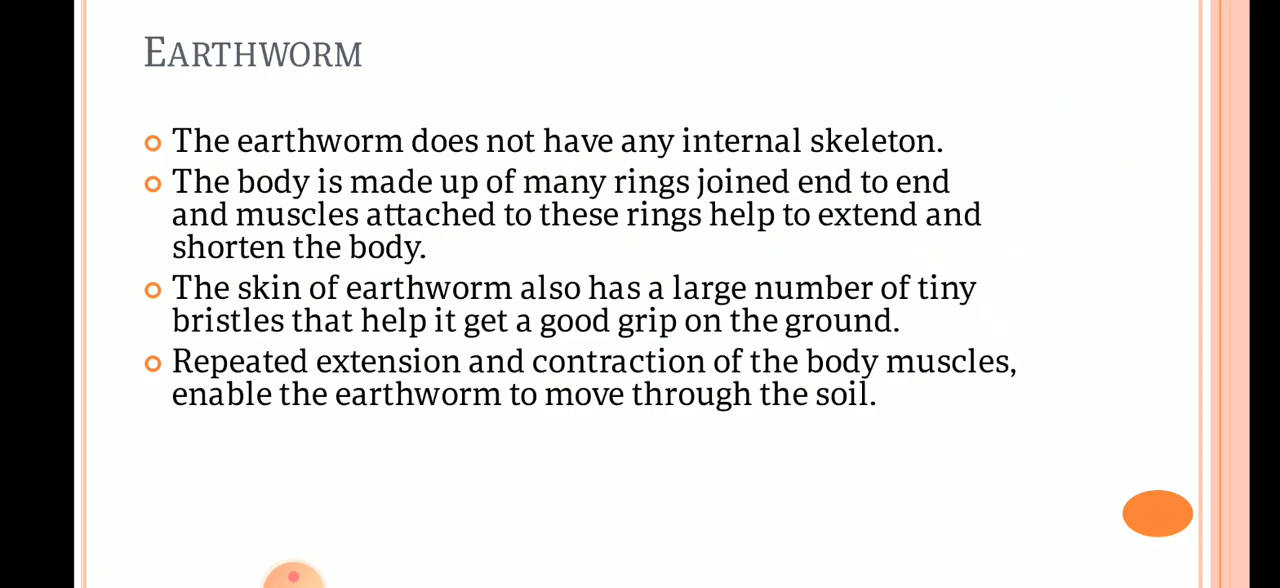 EARTHWORM
The earthworm does not have any internal skeleton.
The body is made up of many rings joined end to end
and muscles attached to these rings help to extend and
shorten the body.
The skin of earthworm also has a large number of tiny
bristles that help it get a good grip on the ground.
Repeated extension and contraction of the body muscles,
enable the earthworm to move through the soil.